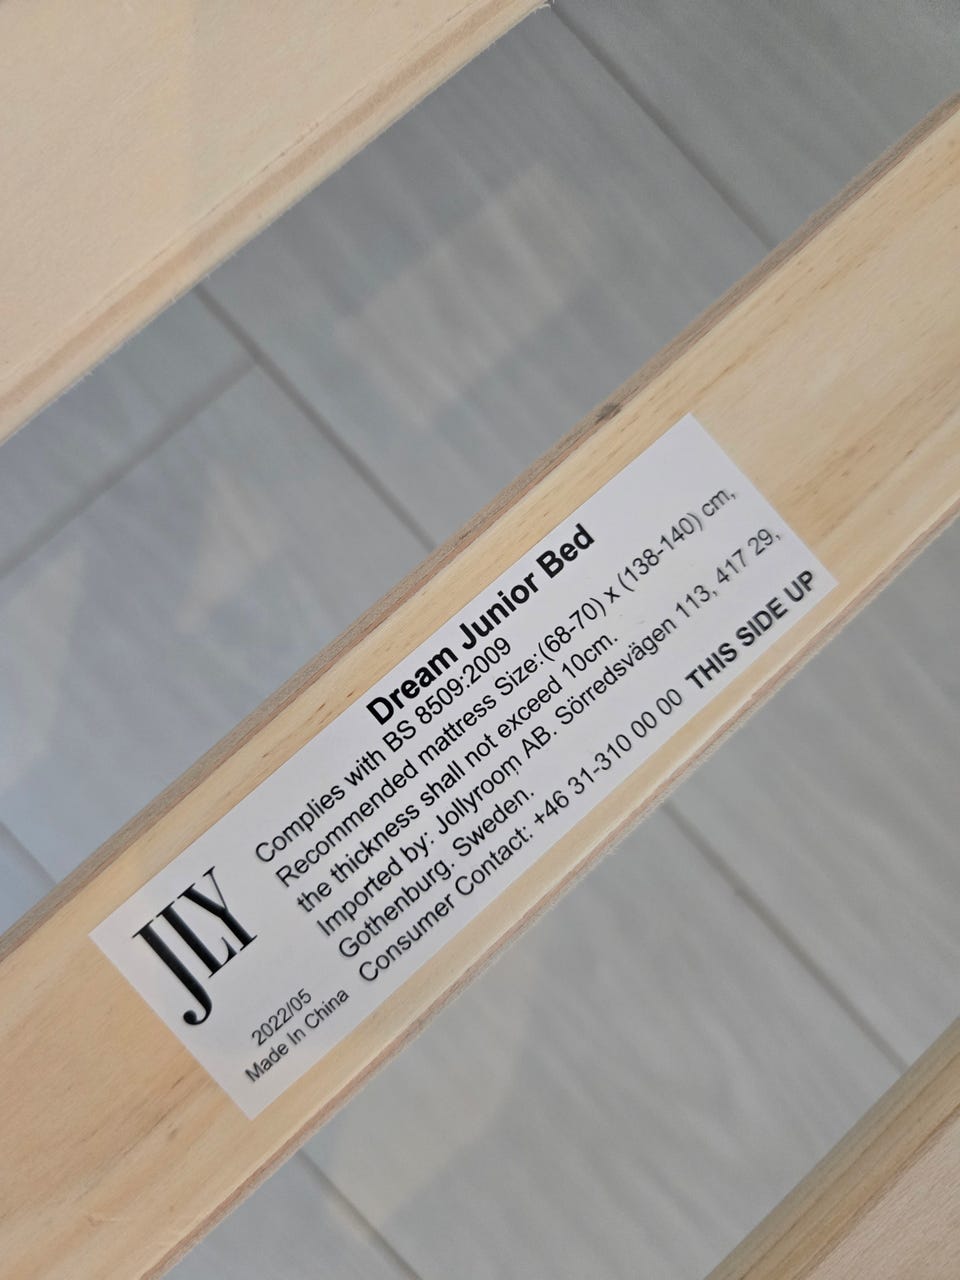 JLY
2022/05
Made In China
Dream Junior Bed
Complies with BS 8509:2009
Recommended mattress Size:(68-70) x (138-140) cm,
the thickness shall not exceed 10cm.
Imported by: Jollyroom AB. Sörredsvägen 113, 417 29,
Gothenburg. Sweden.
Consumer Contact: +46 31-310 00 00 THIS SIDE UP